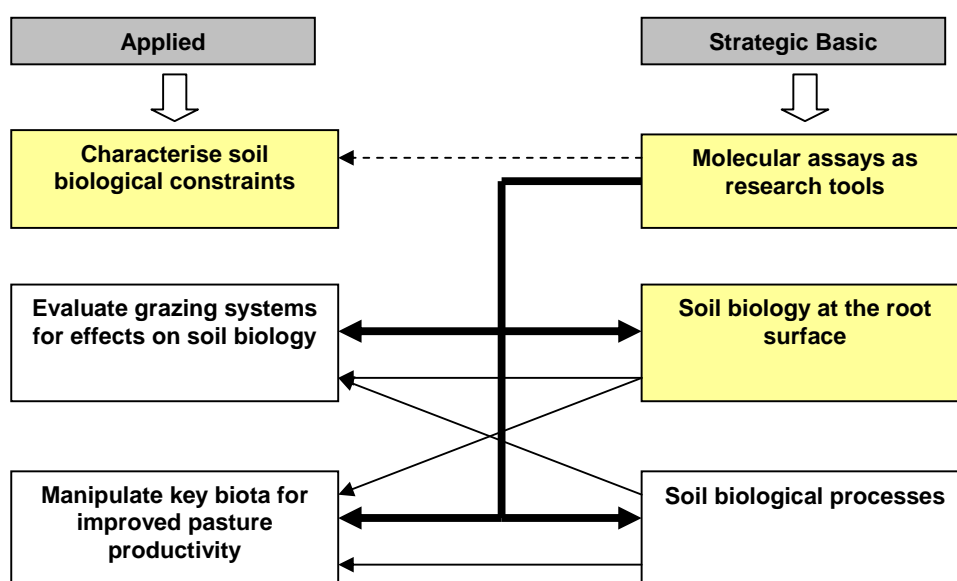 Applied
Strategic Basic
Characterise soil
biological constraints
Molecular assays as
research tools
Evaluate grazing systems
for effects on soil biology
Soil biology at the root
surface
Manipulate key biota for
improved pasture
productivity
Soil biological processes